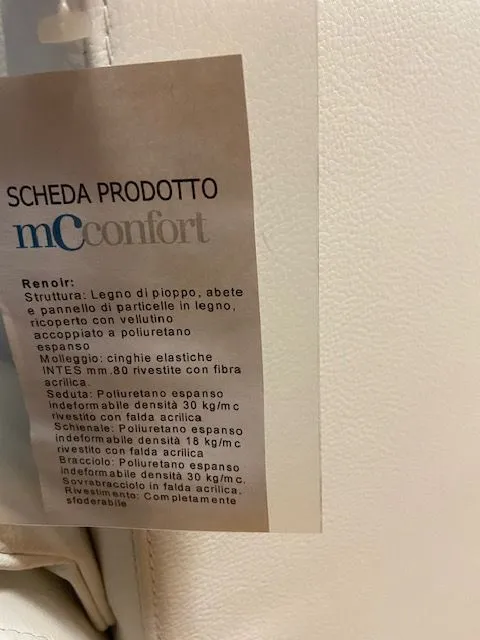 SCHEDA PRODOTTO
mCconfort
Renoir:
Struttura: Legno di pioppo, abete
e pannello di particelle in legno,
ricoperto con vellutino
accoppiato a poliuretano
espanso
Molleggio: cinghie elastiche
INTES mm.80 rivestite con fibra
acrilica.
Seduta: Poliuretano espanso
indeformabile densità 30 kg/mc
rivestito con falda acrilica
Schienale: Poliuretano espanso
indeformabile densità 18 kg/mc
rivestito con falda acrilica
Bracciolo: Poliuretano espanso
indeformabile densità 30 kg/mc.
Sovrabracciolo in falda acrilica.
Rivestimento: Completamente
sfoderabile